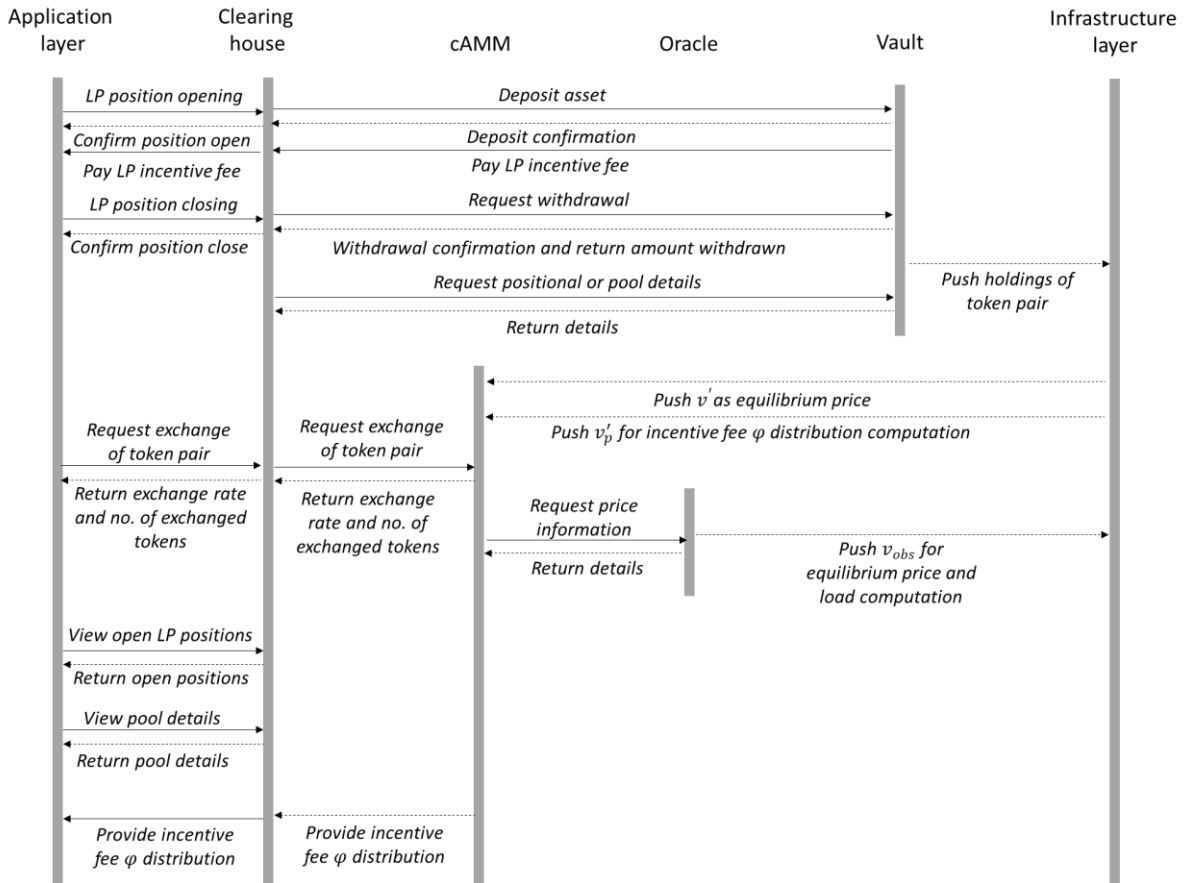 Application
layer
Clearing
house
cAMM
Oracle
Vault
Infrastructure
layer
LP position opening
Deposit asset
Confirm position open
Deposit confirmation
Pay LP incentive fee
Pay LP incentive fee
LP position closing
Request withdrawal
Confirm position close
Withdrawal confirmation and return amount withdrawn
Request positional or pool details
Push holdings of
token pair
Return details
Push v′ as equilibrium price
Push v′ₚ for incentive fee φ distribution computation
Request exchange
of token pair
Request exchange
of token pair
Return exchange rate
and no. of exchanged
tokens
Return exchange
rate and no. of
exchanged tokens
Request price
information
Return details
Push v_obs for
equilibrium price and
load computation
View open LP positions
Return open positions
View pool details
Return pool details
Provide incentive
fee φ distribution
Provide incentive
fee φ distribution